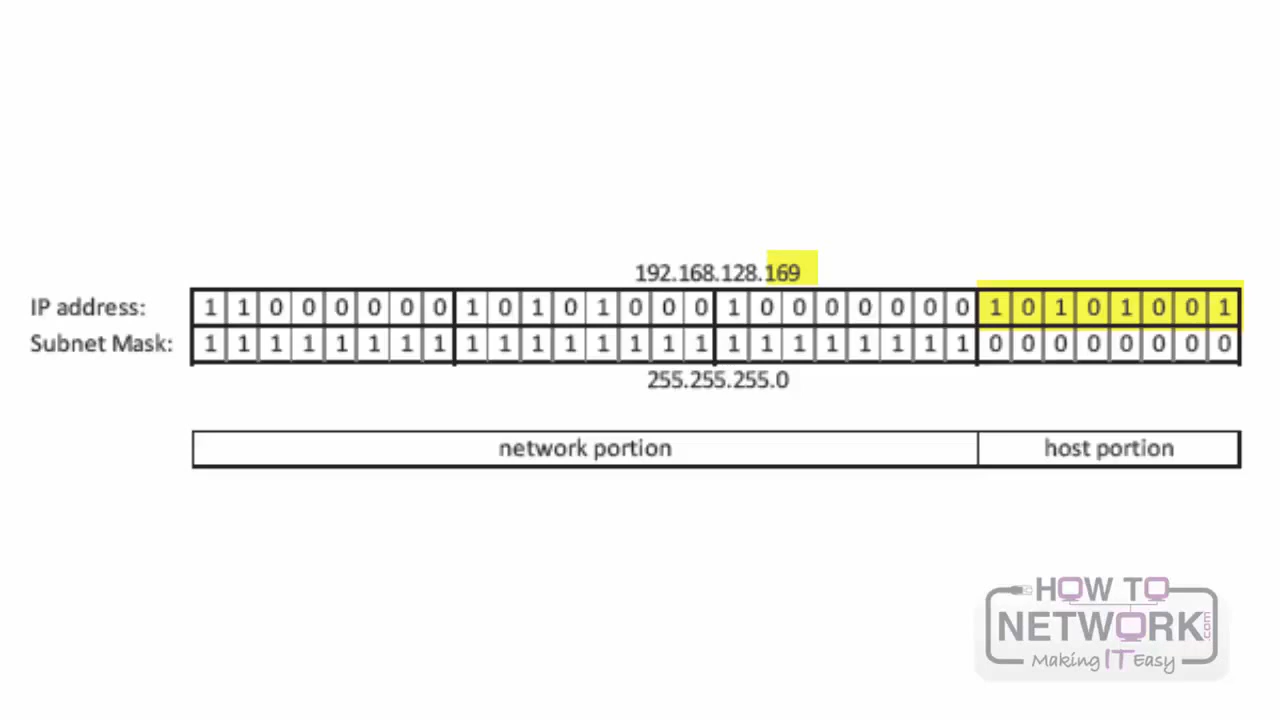 192.168.128.169
IP address: 1 1 0 0 0 0 0 0 1 0 1 0 1 0 0 0 1 0 0 0 0 0 0 0 1 0 1 0 1 0 0 1
Subnet Mask: 1 1 1 1 1 1 1 1 1 1 1 1 1 1 1 1 1 1 1 1 1 1 1 1 0 0 0 0 0 0 0 0
255.255.255.0
network portion host portion
HOW TO
NETWORK.com
Making IT Easy